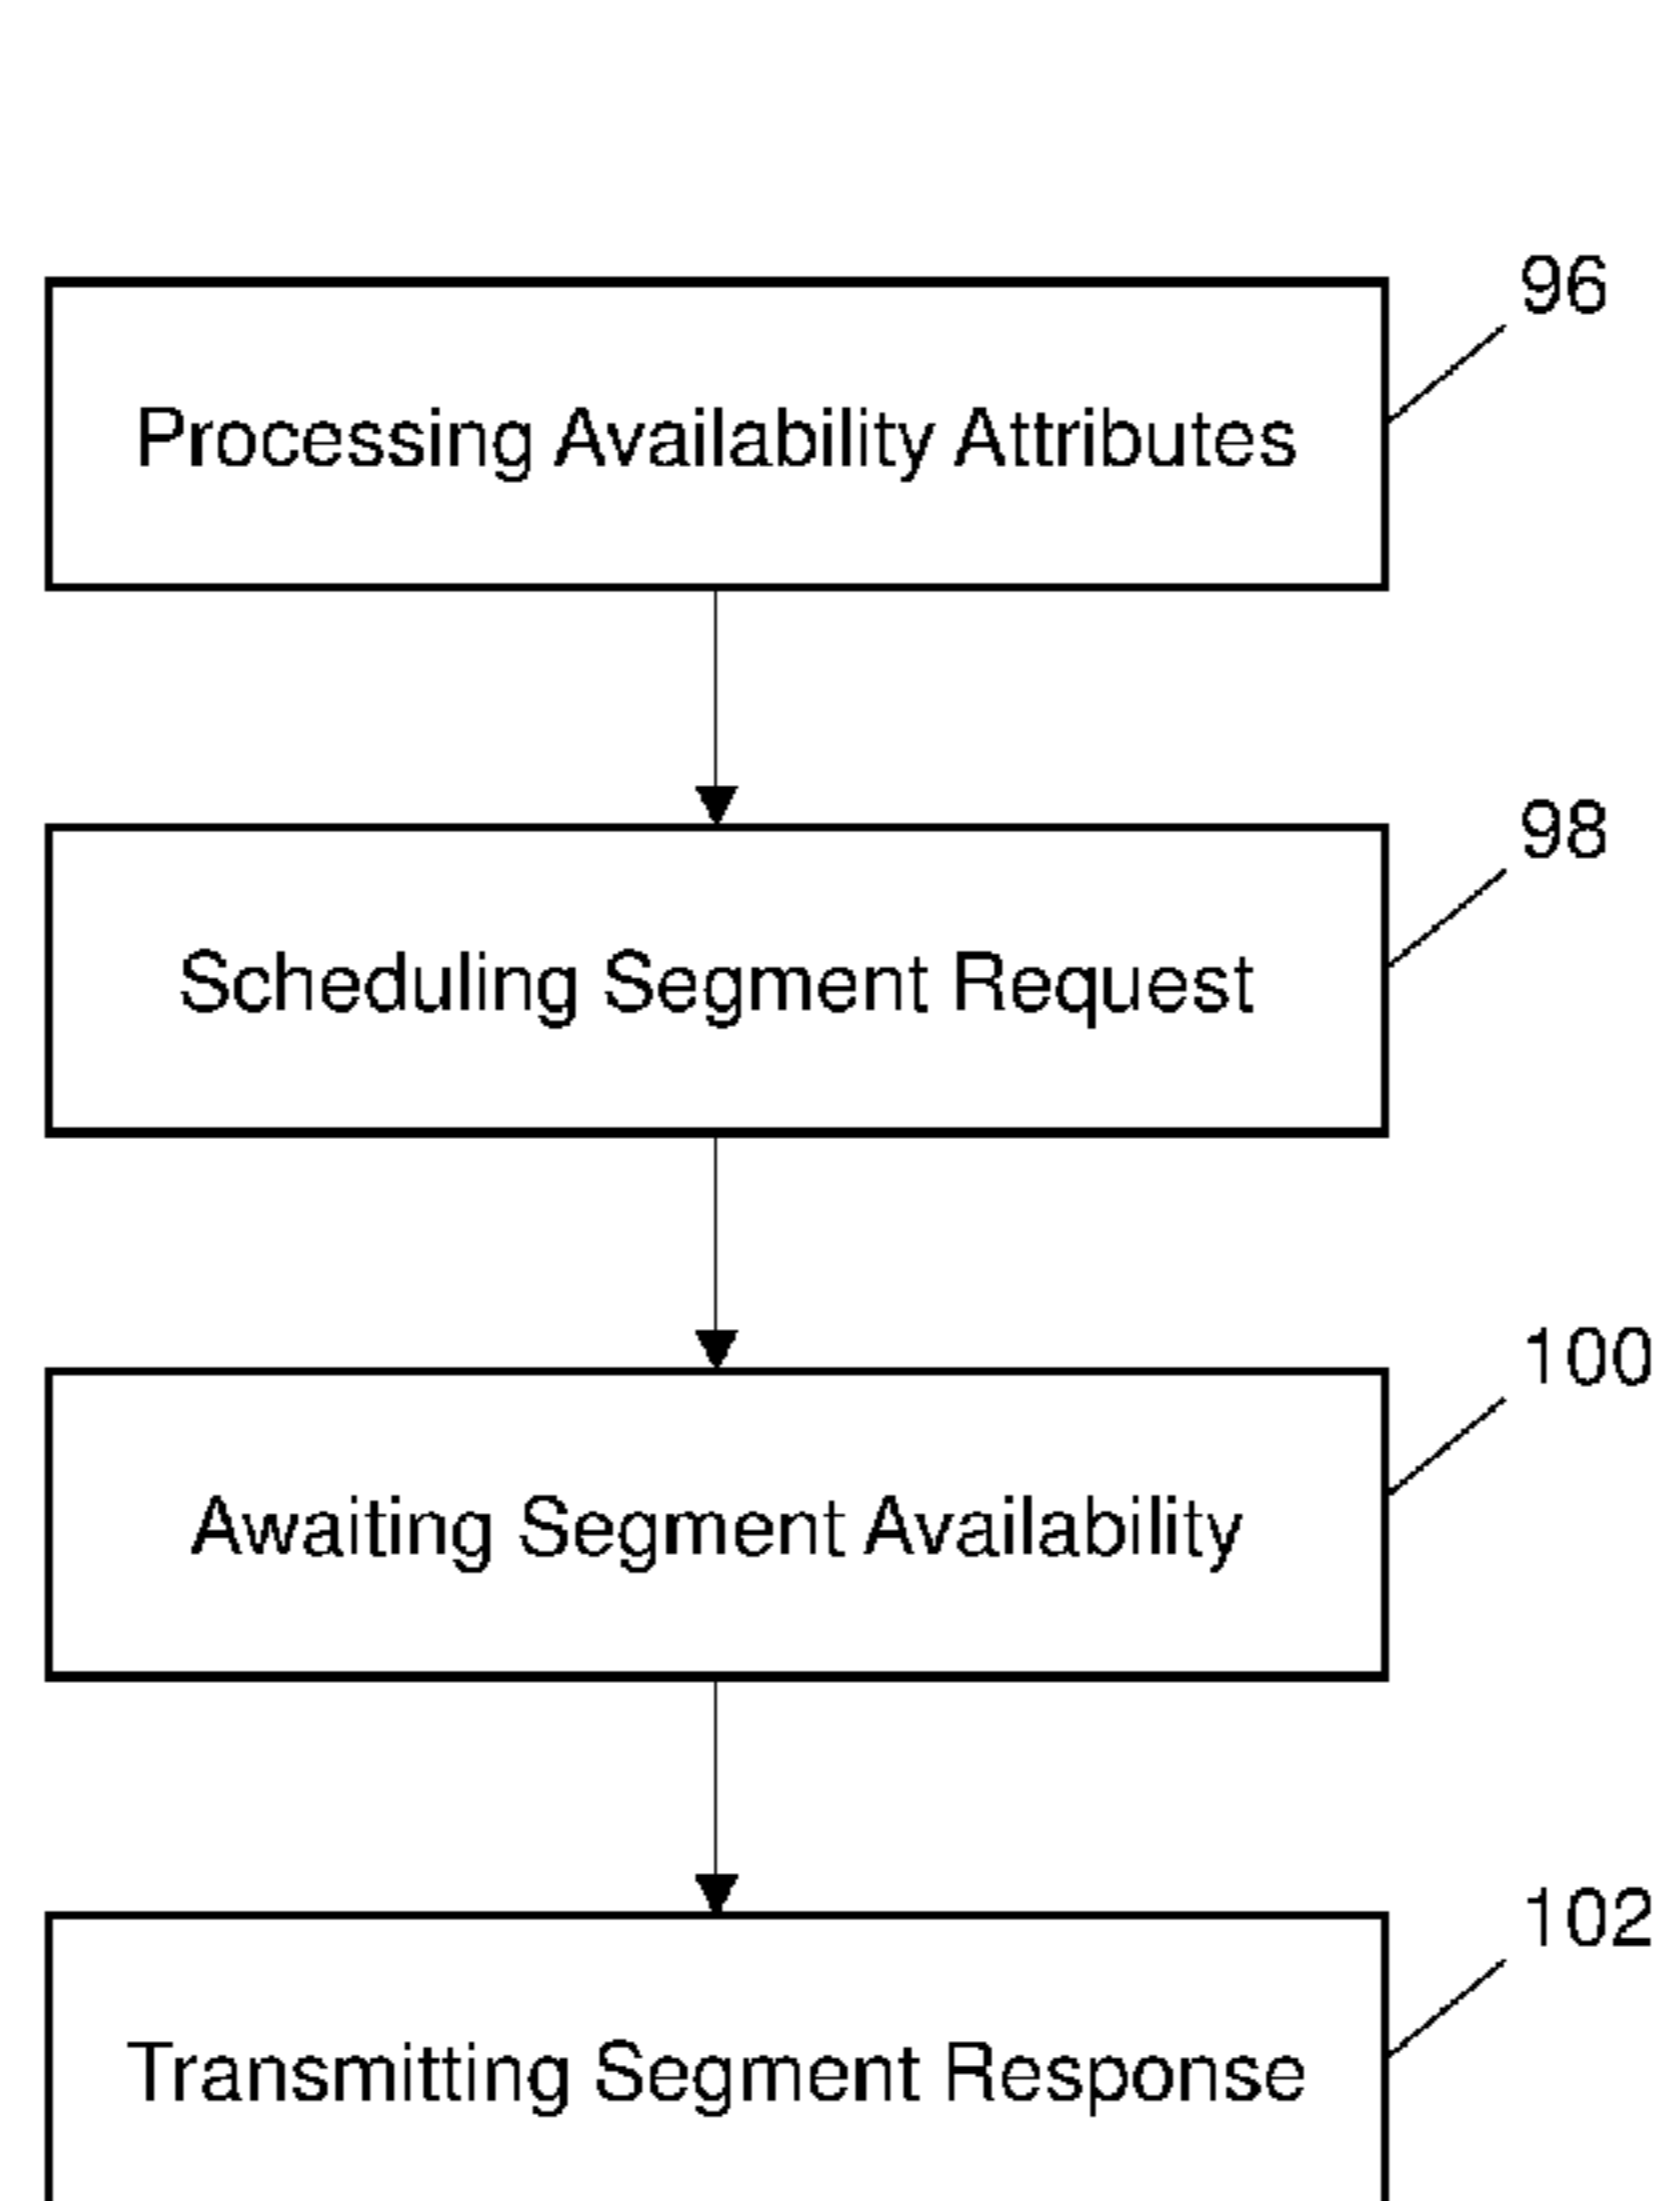 96
Processing Availability Attributes
98
Scheduling Segment Request
100
Awaiting Segment Availability
102
Transmitting Segment Response